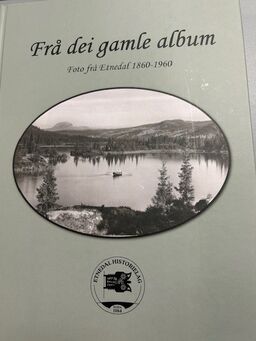 Frå dei gamle album
Foto frå Etnedal 1860-1960
ETNEDAL HISTORIELAG